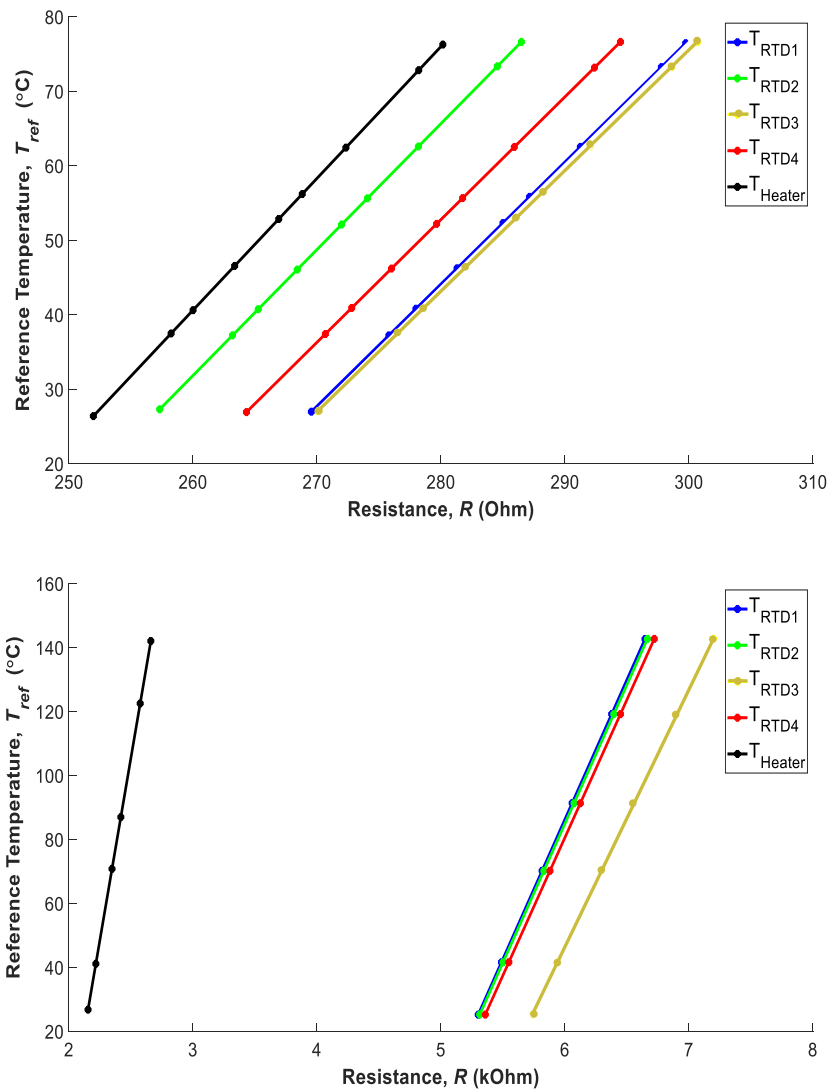 80
70
60
50
40
30
20
250
260
270
280
290
300
310
Reference Temperature, T_ref (°C)
Resistance, R (Ohm)
T_RTD1
T_RTD2
T_RTD3
T_RTD4
T_Heater
160
140
120
100
80
60
40
20
2
3
4
5
6
7
8
Reference Temperature, T_ref (°C)
Resistance, R (kOhm)
T_RTD1
T_RTD2
T_RTD3
T_RTD4
T_Heater